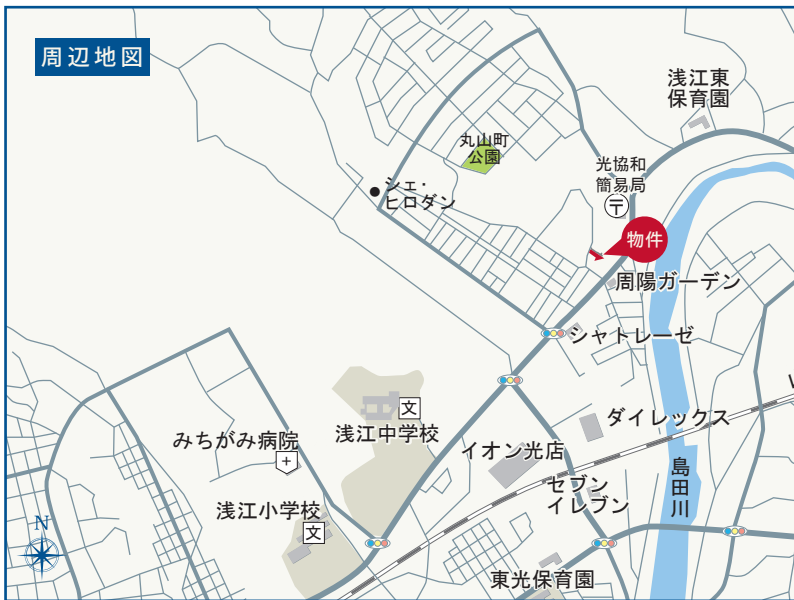 周辺地図
浅江東
保育園
丸山町
公園
光協和
簡易局
シェ・
ヒロダン
物件
周陽ガーデン
シャトレーゼ
ダイレックス
文
浅江中学校
イオン光店
みちがみ病院
セブン
イレブン
島田川
浅江小学校
文
N
東光保育園